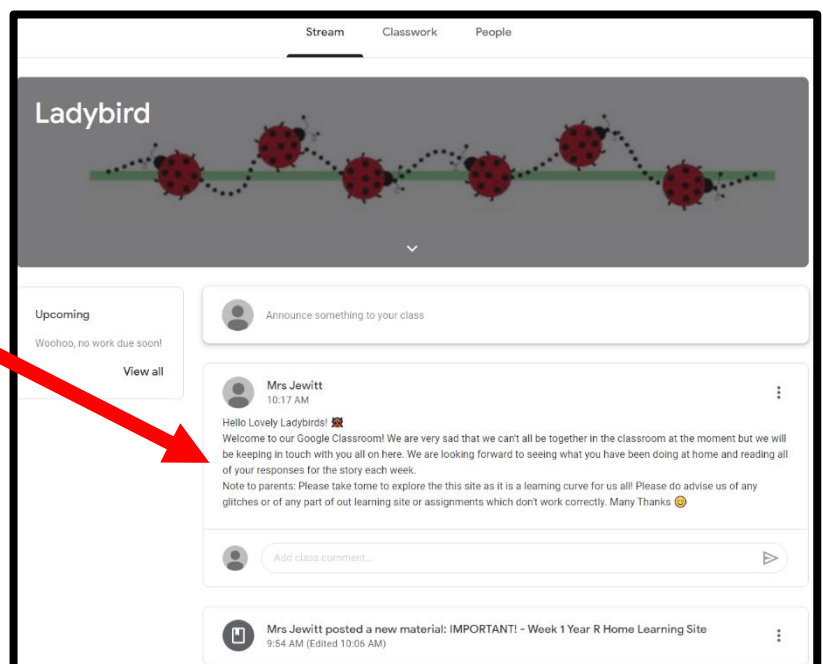 Stream Classwork People
Ladybird
Upcoming
Woohoo, no work due soon!
View all
Announce something to your class
Mrs Jewitt
10:17 AM
Hello Lovely Ladybirds! 🐞
Welcome to our Google Classroom! We are very sad that we can't all be together in the classroom at the moment but we will
be keeping in touch with you all on here. We are looking forward to seeing what you have been doing at home and reading all
of your responses for the story each week.
Note to parents: Please take tome to explore the this site as it is a learning curve for us all! Please do advise us of any
glitches or of any part of out learning site or assignments which don't work correctly. Many Thanks 😊
Add class comment...
Mrs Jewitt posted a new material: IMPORTANT! - Week 1 Year R Home Learning Site
9:54 AM (Edited 10:06 AM)